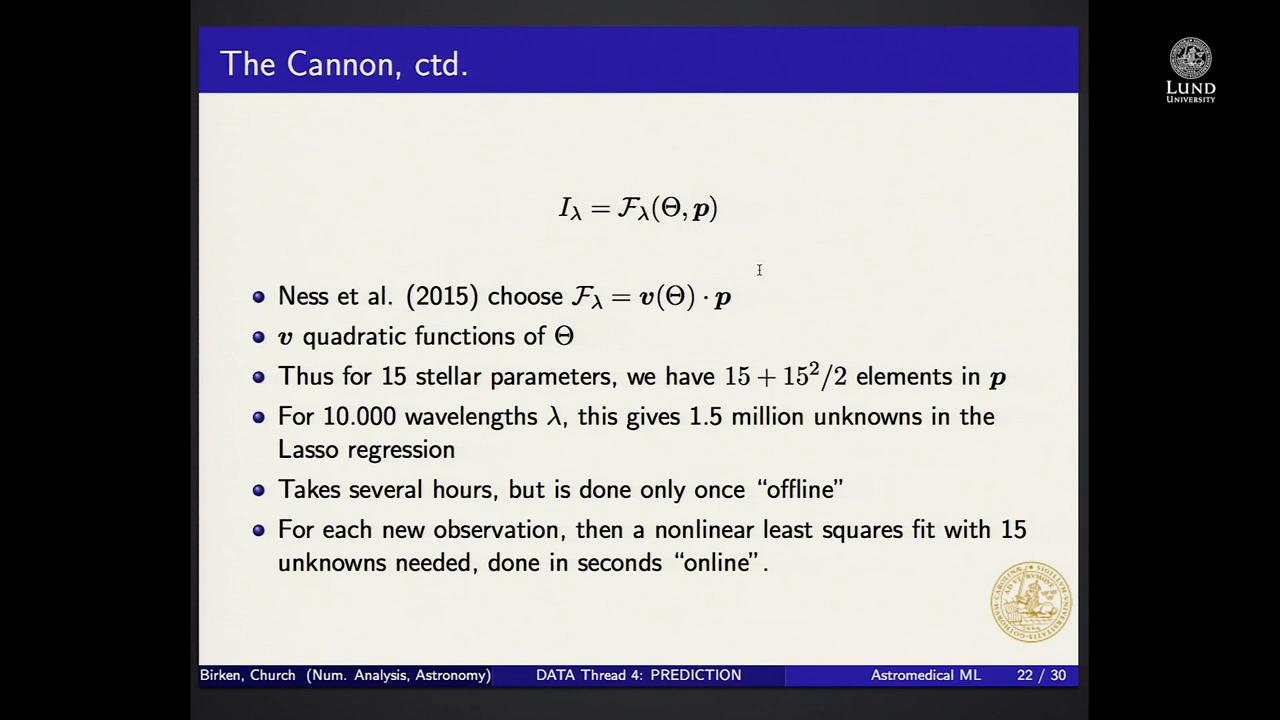 The Cannon, ctd.
LUND
UNIVERSITY
I_λ = F_λ(Θ, p)
Ness et al. (2015) choose F_λ = v(Θ) · p
v quadratic functions of Θ
Thus for 15 stellar parameters, we have 15 + 15²/2 elements in p
For 10.000 wavelengths λ, this gives 1.5 million unknowns in the
Lasso regression
Takes several hours, but is done only once “offline”
For each new observation, then a nonlinear least squares fit with 15
unknowns needed, done in seconds “online”.
Birken, Church (Num. Analysis, Astronomy) DATA Thread 4: PREDICTION Astromedical ML 22 / 30